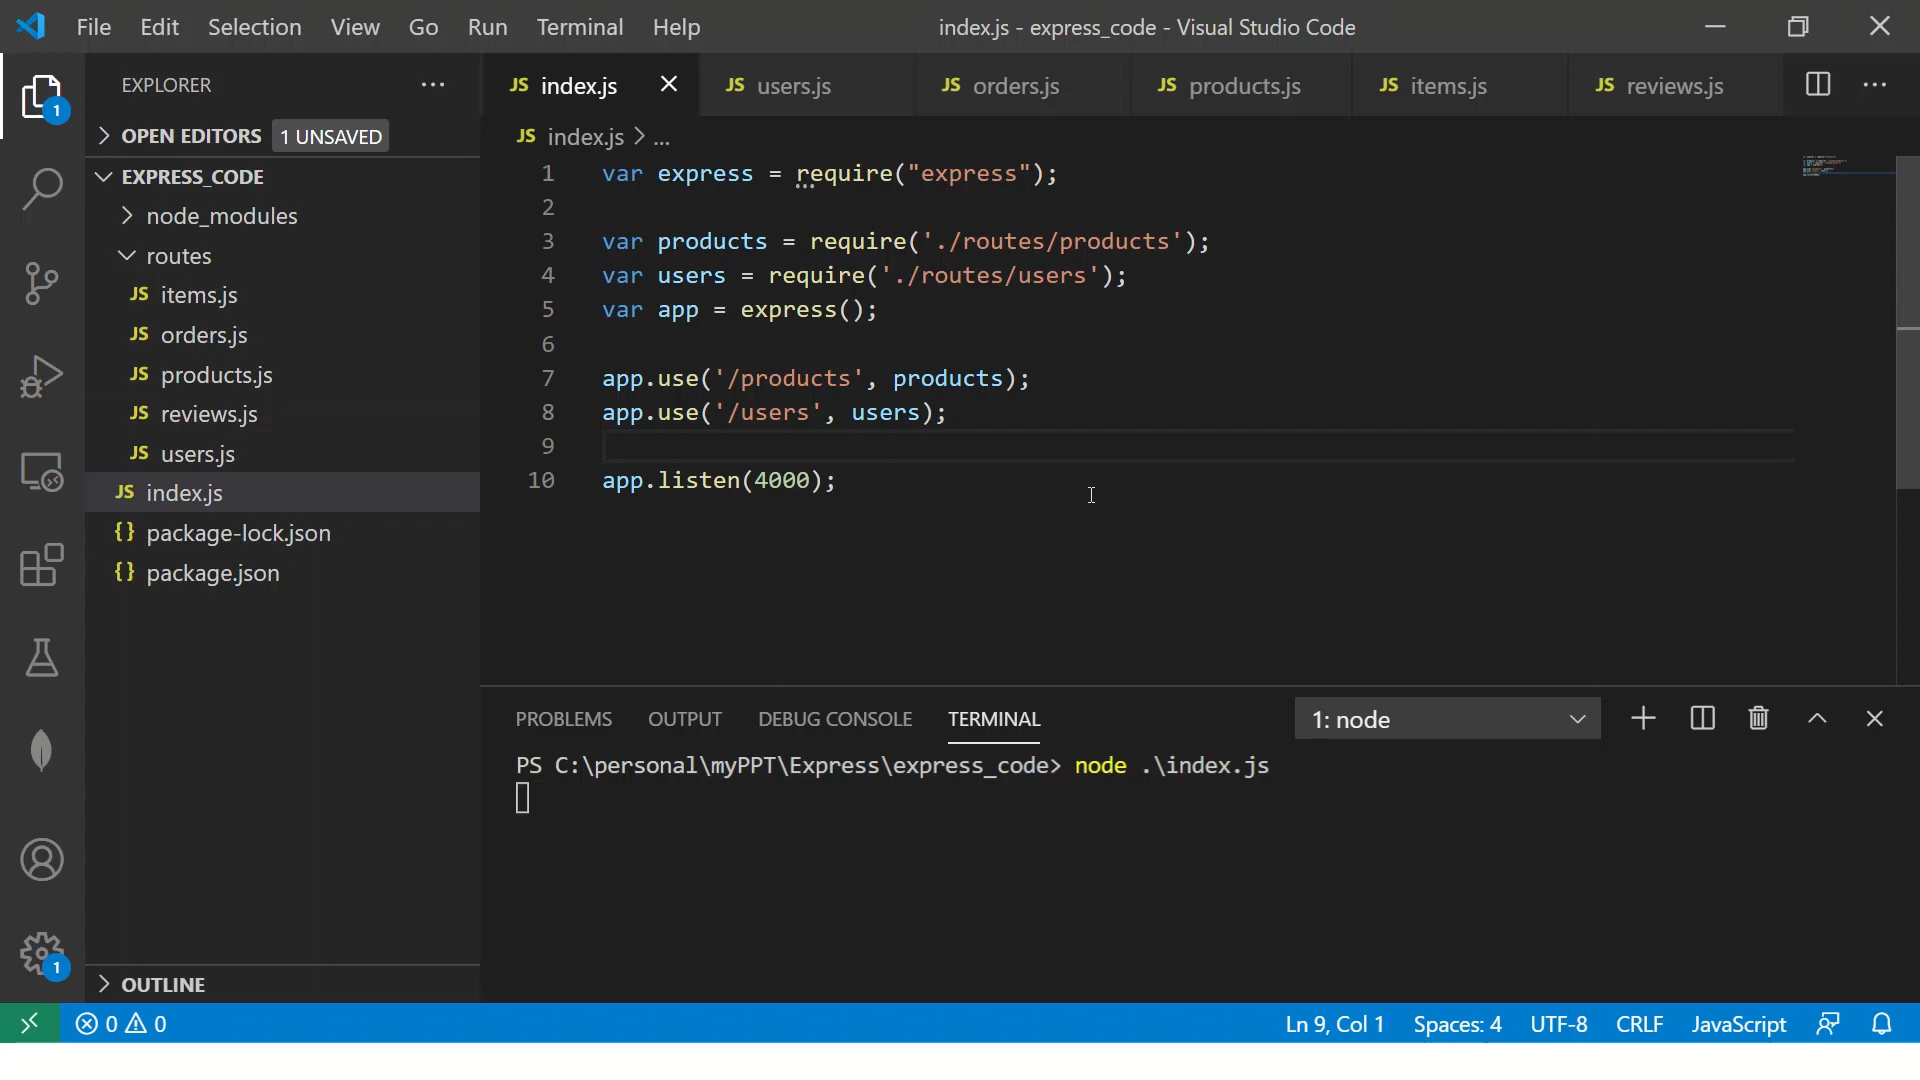 File Edit Selection View Go Run Terminal Help index.js - express_code - Visual Studio Code
EXPLORER
JS index.js JS users.js JS orders.js JS products.js JS items.js JS reviews.js
1
OPEN EDITORS 1 UNSAVED
JS index.js > ...
EXPRESS_CODE
node_modules
routes
JS items.js
JS orders.js
JS products.js
JS reviews.js
JS users.js
JS index.js
{} package-lock.json
{} package.json
OUTLINE
1
1 var express = require("express");
2
3 var products = require('./routes/products');
4 var users = require('./routes/users');
5 var app = express();
6
7 app.use('/products', products);
8 app.use('/users', users);
9
10 app.listen(4000);
PROBLEMS OUTPUT DEBUG CONSOLE TERMINAL 1: node
PS C:\personal\myPPT\Express\express_code> node .\index.js
0 0 Ln 9, Col 1 Spaces: 4 UTF-8 CRLF JavaScript